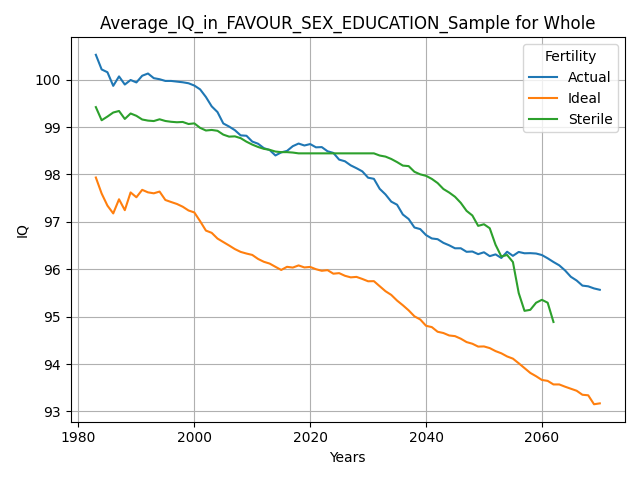 Average_IQ_in_FAVOUR_SEX_EDUCATION_Sample for Whole
Fertility
Actual
Ideal
Sterile
IQ
100
99
98
97
96
95
94
93
1980 2000 2020 2040 2060
Years